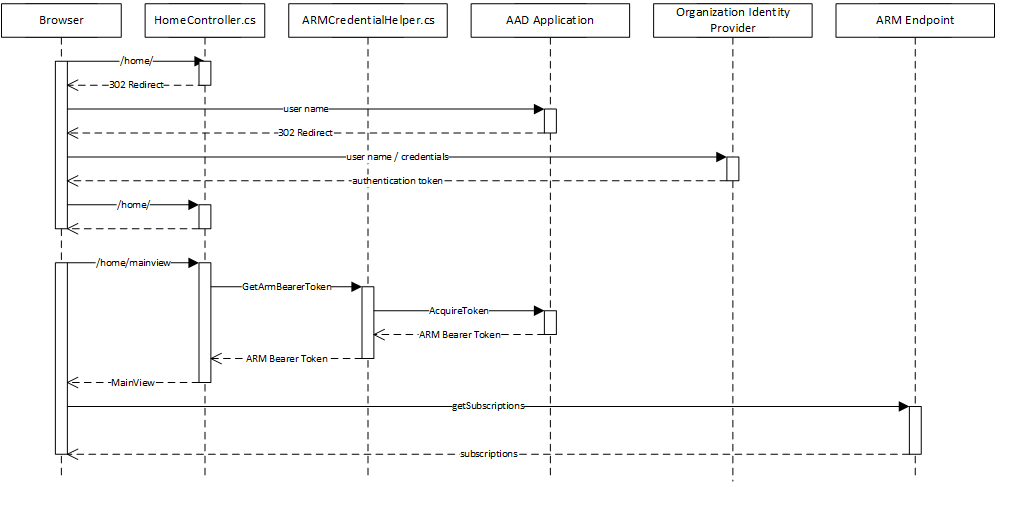 Browser
HomeController.cs
ARMCredentialHelper.cs
AAD Application
Organization Identity
Provider
ARM Endpoint
/home/
302 Redirect
user name
302 Redirect
user name / credentials
authentication token
/home/
/home/mainview
GetArmBearerToken
AcquireToken
ARM Bearer Token
ARM Bearer Token
MainView
getSubscriptions
subscriptions